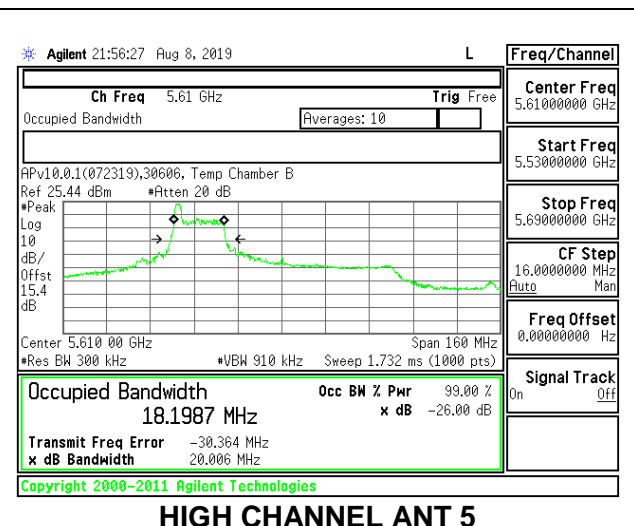 Agilent 21:56:27 Aug 8, 2019 L
Freq/Channel
Ch Freq 5.61 GHz Trig Free
Occupied Bandwidth Averages: 10
APv10.0.1(072319),30606, Temp Chamber B
Ref 25.44 dBm #Atten 20 dB
#Peak
Log
10
dB/
Offst
15.4
dB
Center 5.610 00 GHz Span 160 MHz
#Res BW 300 kHz #VBW 910 kHz Sweep 1.732 ms (1000 pts)
Occupied Bandwidth Occ BW % Pwr 99.00 %
18.1987 MHz x dB -26.00 dB
Transmit Freq Error -30.364 MHz
x dB Bandwidth 20.006 MHz
Copyright 2000-2011 Agilent Technologies
Center Freq
5.61000000 GHz
Start Freq
5.53000000 GHz
Stop Freq
5.69000000 GHz
CF Step
16.0000000 MHz
Auto Man
Freq Offset
0.00000000 Hz
Signal Track
On Off
HIGH CHANNEL ANT 5